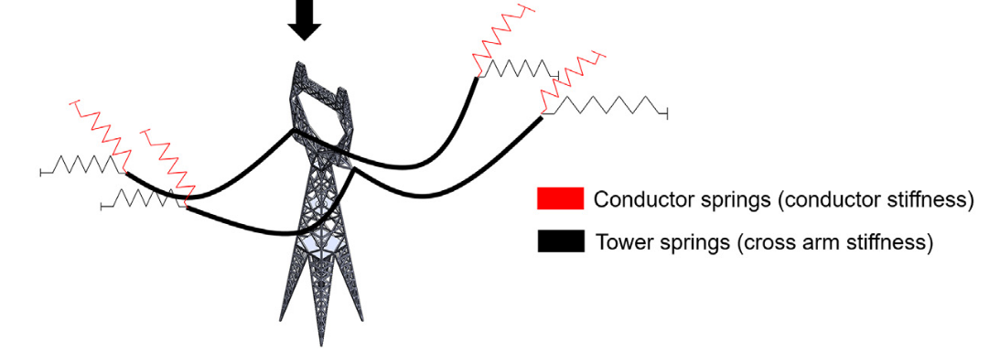 Conductor springs (conductor stiffness)
Tower springs (cross arm stiffness)